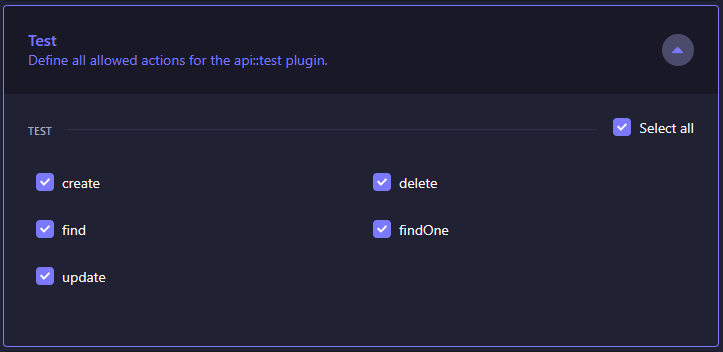 Test
Define all allowed actions for the api::test plugin.
TEST
Select all
create
delete
find
findOne
update